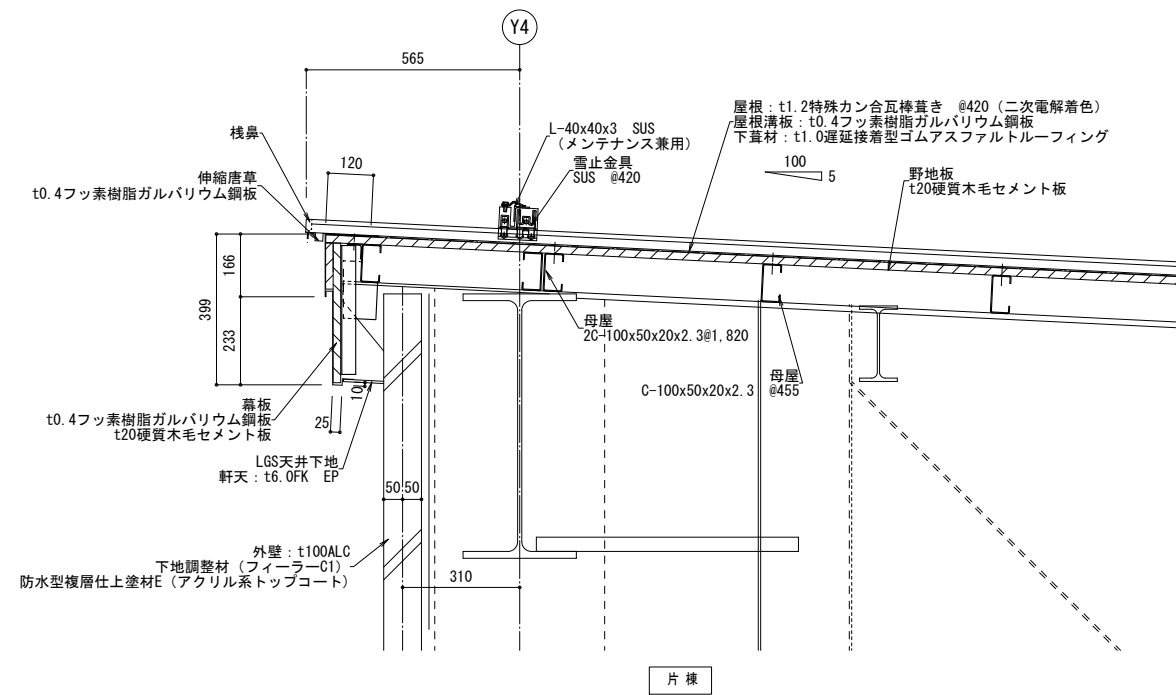 Y4
565
屋根：t1.2特殊カン合瓦棒葺き　@420（二次電解着色）
屋根溝板：t0.4フッ素樹脂ガルバリウム鋼板
下葺材：t1.0遅延接着型ゴムアスファルトルーフィング
L-40x40x3　SUS
（メンテナンス兼用）
雪止金具
SUS　@420
桟鼻
120
伸縮唐草
t0.4フッ素樹脂ガルバリウム鋼板
100
5
野地板
t20硬質木毛セメント板
166
399
233
母屋
2C-100x50x20x2.3@1,820
母屋
C-100x50x20x2.3　@455
10
幕板
t0.4フッ素樹脂ガルバリウム鋼板
t20硬質木毛セメント板
25
LGS天井下地
軒天：t6.0FK　EP
50
50
外壁：t100ALC
下地調整材（フィーラーC1）
防水型複層仕上塗材E（アクリル系トップコート）
310
片棟